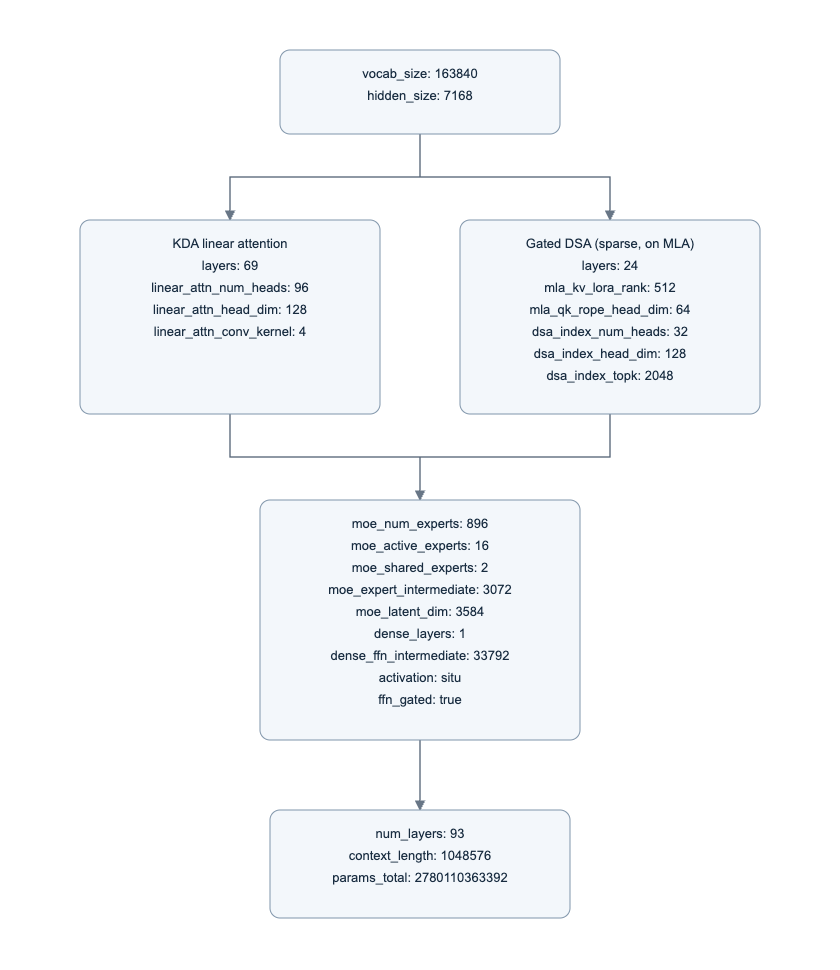 vocab_size: 163840
hidden_size: 7168
KDA linear attention
layers: 69
linear_attn_num_heads: 96
linear_attn_head_dim: 128
linear_attn_conv_kernel: 4
Gated DSA (sparse, on MLA)
layers: 24
mla_kv_lora_rank: 512
mla_qk_rope_head_dim: 64
dsa_index_num_heads: 32
dsa_index_head_dim: 128
dsa_index_topk: 2048
moe_num_experts: 896
moe_active_experts: 16
moe_shared_experts: 2
moe_expert_intermediate: 3072
moe_latent_dim: 3584
dense_layers: 1
dense_ffn_intermediate: 33792
activation: situ
ffn_gated: true
num_layers: 93
context_length: 1048576
params_total: 2780110363392